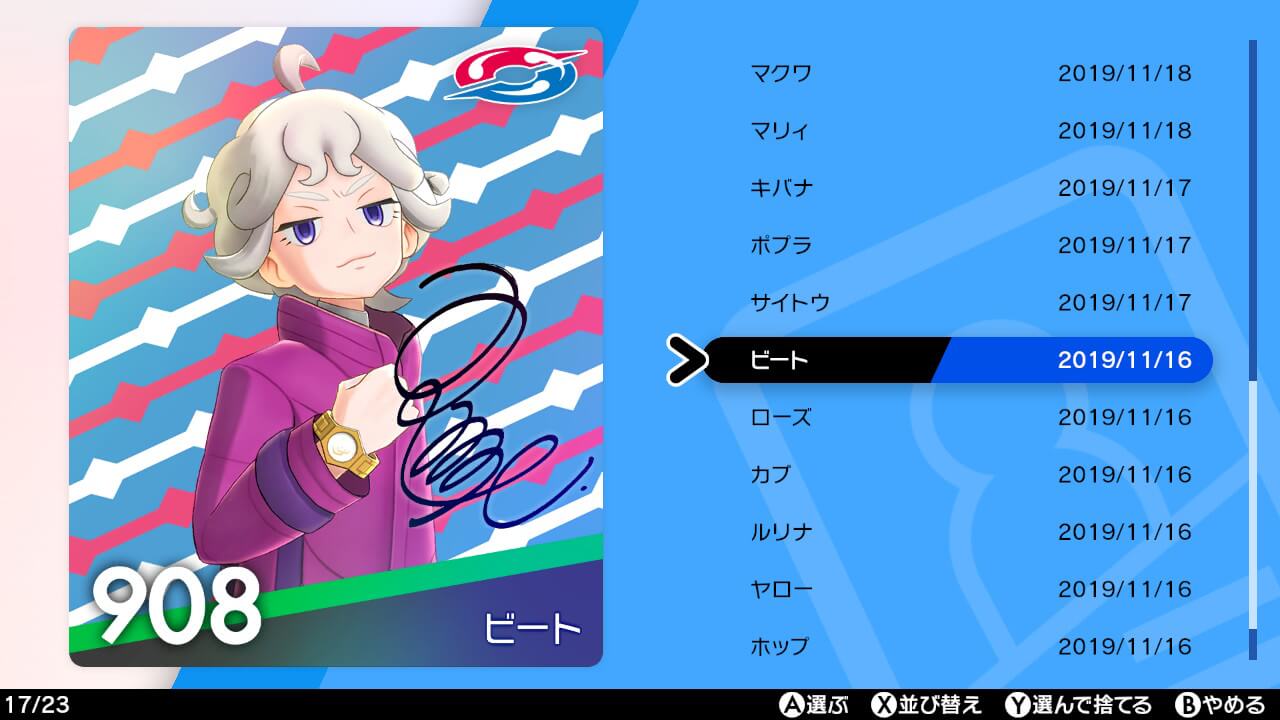 マクワ 2019/11/18
マリィ 2019/11/18
キバナ 2019/11/17
ポプラ 2019/11/17
サイトウ 2019/11/17
ビート 2019/11/16
ローズ 2019/11/16
カブ 2019/11/16
ルリナ 2019/11/16
ヤロー 2019/11/16
ホップ 2019/11/16
908
ビート
17/23 A選ぶ X並び替え Y選んで捨てる Bやめる